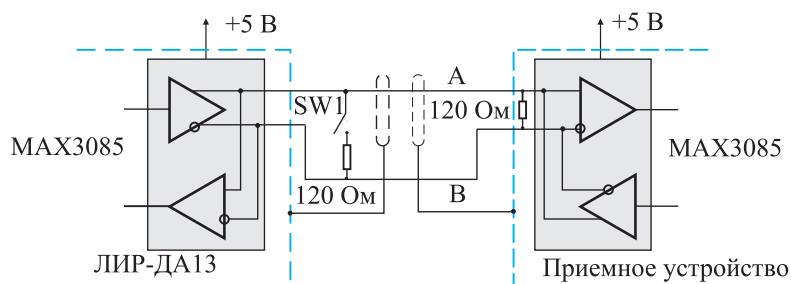 +5 В
+5 В
SW1
A
120 Ом
MAX3085
MAX3085
120 Ом
B
ЛИР-ДА13
Приемное устройство